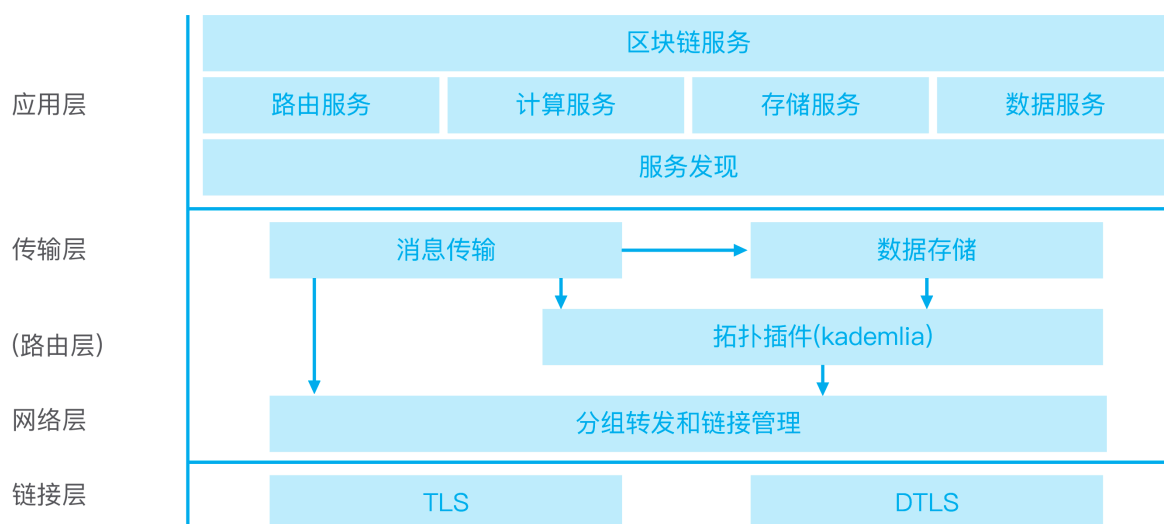 区块链服务
应用层
路由服务
计算服务
存储服务
数据服务
服务发现
传输层
消息传输
数据存储
(路由层)
拓扑插件(kademlia)
网络层
分组转发和链接管理
链接层
TLS
DTLS